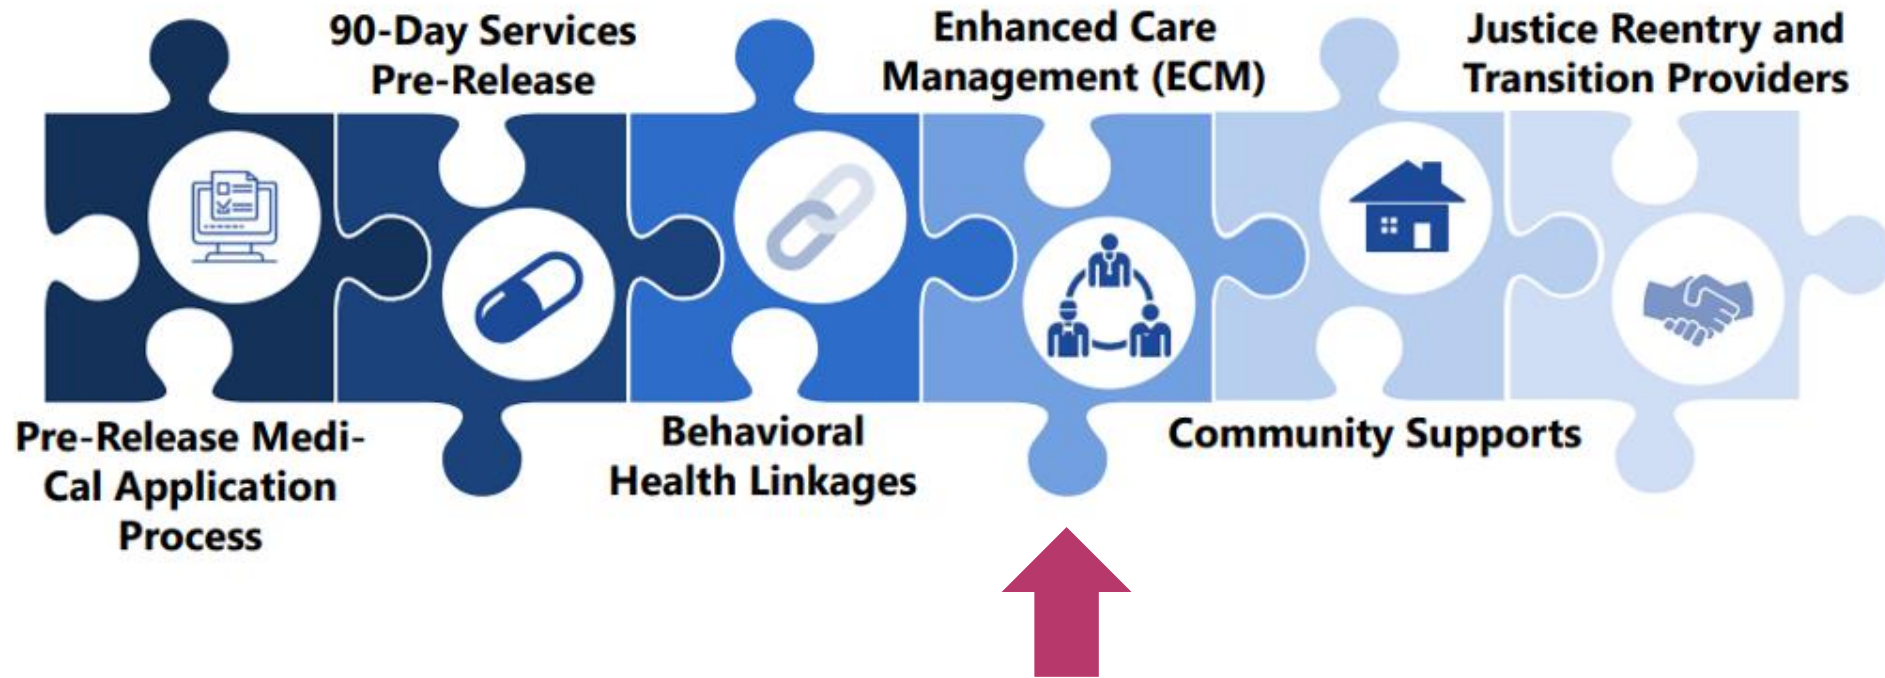 90-Day Services
Pre-Release
Enhanced Care
Management (ECM)
Justice Reentry and
Transition Providers
Pre-Release Medi-
Cal Application
Process
Behavioral
Health Linkages
Community Supports